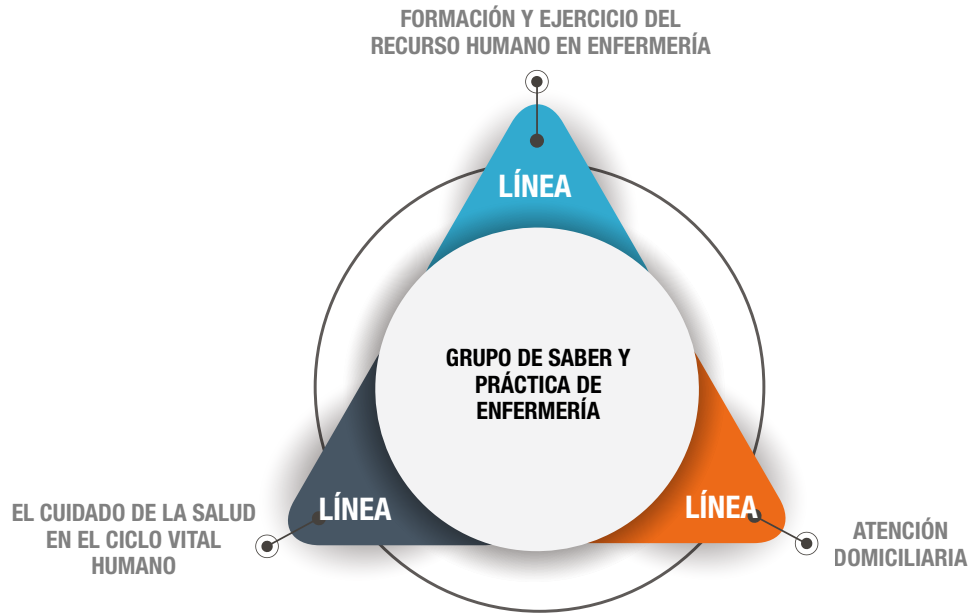 FORMACIÓN Y EJERCICIO DEL
RECURSO HUMANO EN ENFERMERÍA
LÍNEA
GRUPO DE SABER Y
PRÁCTICA DE
ENFERMERÍA
LÍNEA
EL CUIDADO DE LA SALUD
EN EL CICLO VITAL
HUMANO
LÍNEA
ATENCIÓN
DOMICILIARIA